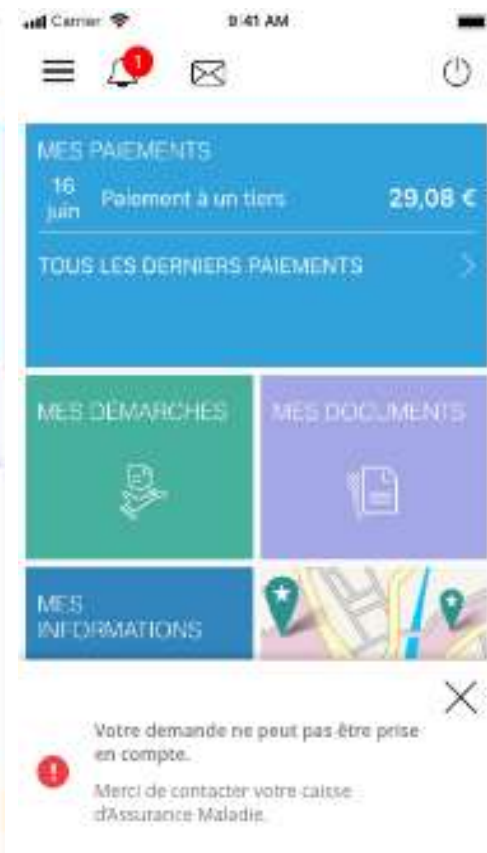 Carrier 9:41 AM
1
MES PAIEMENTS
16 juin Paiement à un tiers 29,08 €
TOUS LES DERNIERS PAIEMENTS
MES DÉMARCHES
MES DOCUMENTS
MES
INFORMATIONS
Votre demande ne peut pas être prise
en compte.
Merci de contacter votre caisse
d'Assurance Maladie.